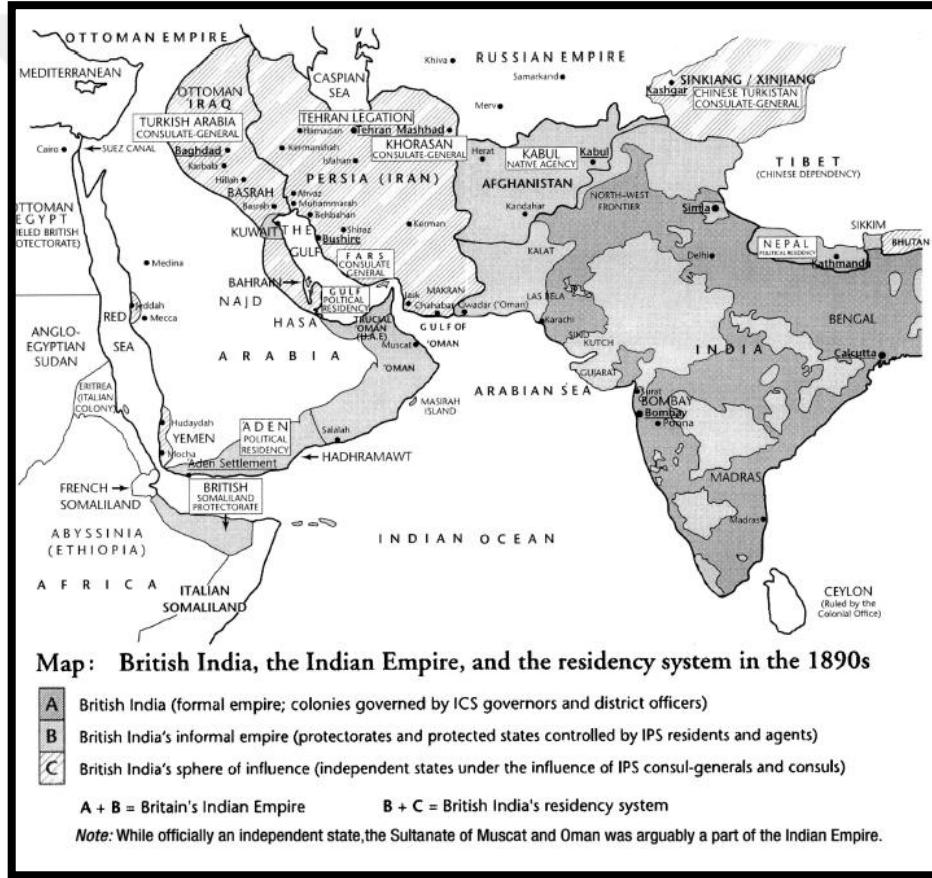 OTTOMAN EMPIRE
MEDITERRANEAN
CASPIAN
SEA
Khiva
RUSSIAN EMPIRE
Samarkand
Merv
SINKIANG / XINJIANG
Kashgar
CHINESE TURKISTAN
CONSULATE-GENERAL
OTTOMAN
IRAQ
TURKISH ARABIA
CONSULATE-GENERAL
TEHRAN LEGATION
Hamadan
Tehran
Mashhad
KHORASAN
CONSULATE-GENERAL
Herat
KABUL
NATIVE AGENCY
Kabul
TIBET
(CHINESE DEPENDENCY)
Cairo
SUEZ CANAL
Baghdad
Kermanshah
Isfahan
Karbala
PERSIA (IRAN)
AFGHANISTAN
Kandahar
NORTH-WEST
FRONTIER
Simla
Hillah
BASRAH
Basreh
Ahvaz
Muhammarah
Behbahan
Kerman
OTTOMAN
EGYPT
(VEILED BRITISH
PROTECTORATE)
KUWAIT
THE
GULF
Shiraz
Bushire
FARS
CONSULATE
GENERAL
KALAT
Delhi
NEPAL
POLITICAL RESIDENCY
Kathmandu
SIKKIM
BHUTAN
Medina
BAHRAIN
NAJD
HASA
GULF
POLITICAL
RESIDENCY
Jask
MAKRAN
Chahabar
Gwadar ('Oman)
LAS BELA
Karachi
SIND
KUTCH
BENGAL
Jeddah
Mecca
RED
SEA
TRUCIAL
OMAN
(U.A.E)
GULF OF
'OMAN
Muscat
'OMAN
INDIA
Calcutta
ANGLO-
EGYPTIAN
SUDAN
ARABIA
ARABIAN SEA
GUJARAT
Surat
BOMBAY
Bombay
Poona
ERITREA
(ITALIAN
COLONY)
MASIRAH
ISLAND
Hudaydah
YEMEN
Mocha
ADEN
POLITICAL
RESIDENCY
Salalah
Aden Settlement
HADHRAMAWT
MADRAS
Madras
FRENCH
SOMALILAND
BRITISH
SOMALILAND
PROTECTORATE
ABYSSINIA
(ETHIOPIA)
INDIAN OCEAN
AFRICA
ITALIAN
SOMALILAND
CEYLON
(Ruled by the
Colonial Office)
Map: British India, the Indian Empire, and the residency system in the 1890s
A British India (formal empire; colonies governed by ICS governors and district officers)
B British India's informal empire (protectorates and protected states controlled by IPS residents and agents)
C British India's sphere of influence (independent states under the influence of IPS consul-generals and consuls)
A + B = Britain's Indian Empire B + C = British India's residency system
Note: While officially an independent state,the Sultanate of Muscat and Oman was arguably a part of the Indian Empire.